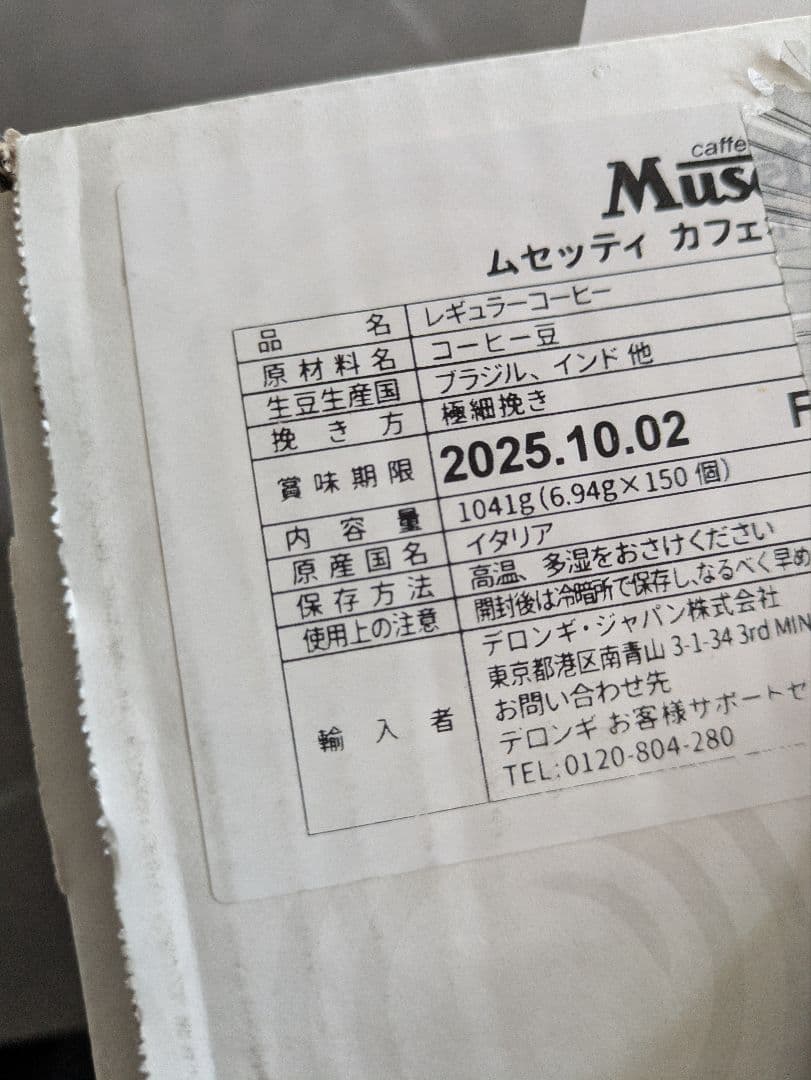 caffe
Muse
ムセッティ カフェ
品名 レギュラーコーヒー
原材料名 コーヒー豆
生豆生産国 ブラジル、インド 他
挽き方 極細挽き
賞味期限 2025.10.02 F
内容量 1041g(6.94g×150個)
原産国名 イタリア
保存方法 高温、多湿をおさけください
使用上の注意 開封後は冷暗所で保存し、なるべく早め
輸入者 デロンギ・ジャパン株式会社
東京都港区南青山 3-1-34 3rd MIN
お問い合わせ先
デロンギ お客様サポートセ
TEL:0120-804-280